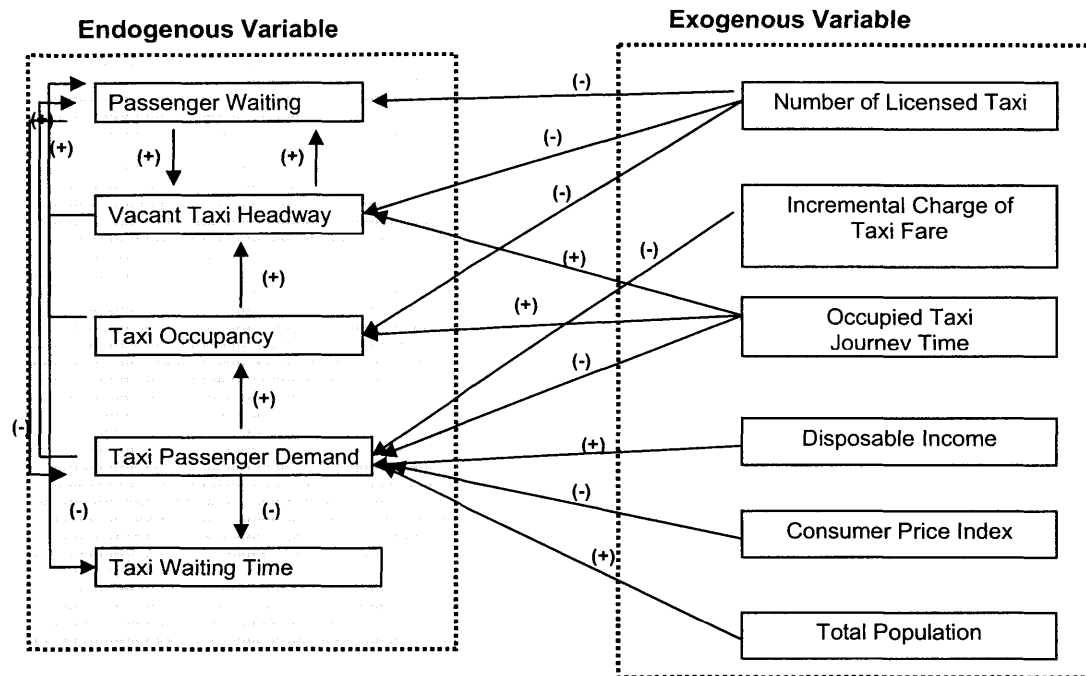 Endogenous Variable
Exogenous Variable
Passenger Waiting
(-)
Number of Licensed Taxi
(+)
(+)
(+)
(+)
(-)
Vacant Taxi Headway
(-)
Incremental Charge of
Taxi Fare
(-)
(+)
(+)
(+)
Taxi Occupancy
Occupied Taxi
Journey Time
(-)
(+)
(-)
Taxi Passenger Demand
(+)
Disposable Income
(-)
(-)
(-)
Consumer Price Index
Taxi Waiting Time
(+)
Total Population